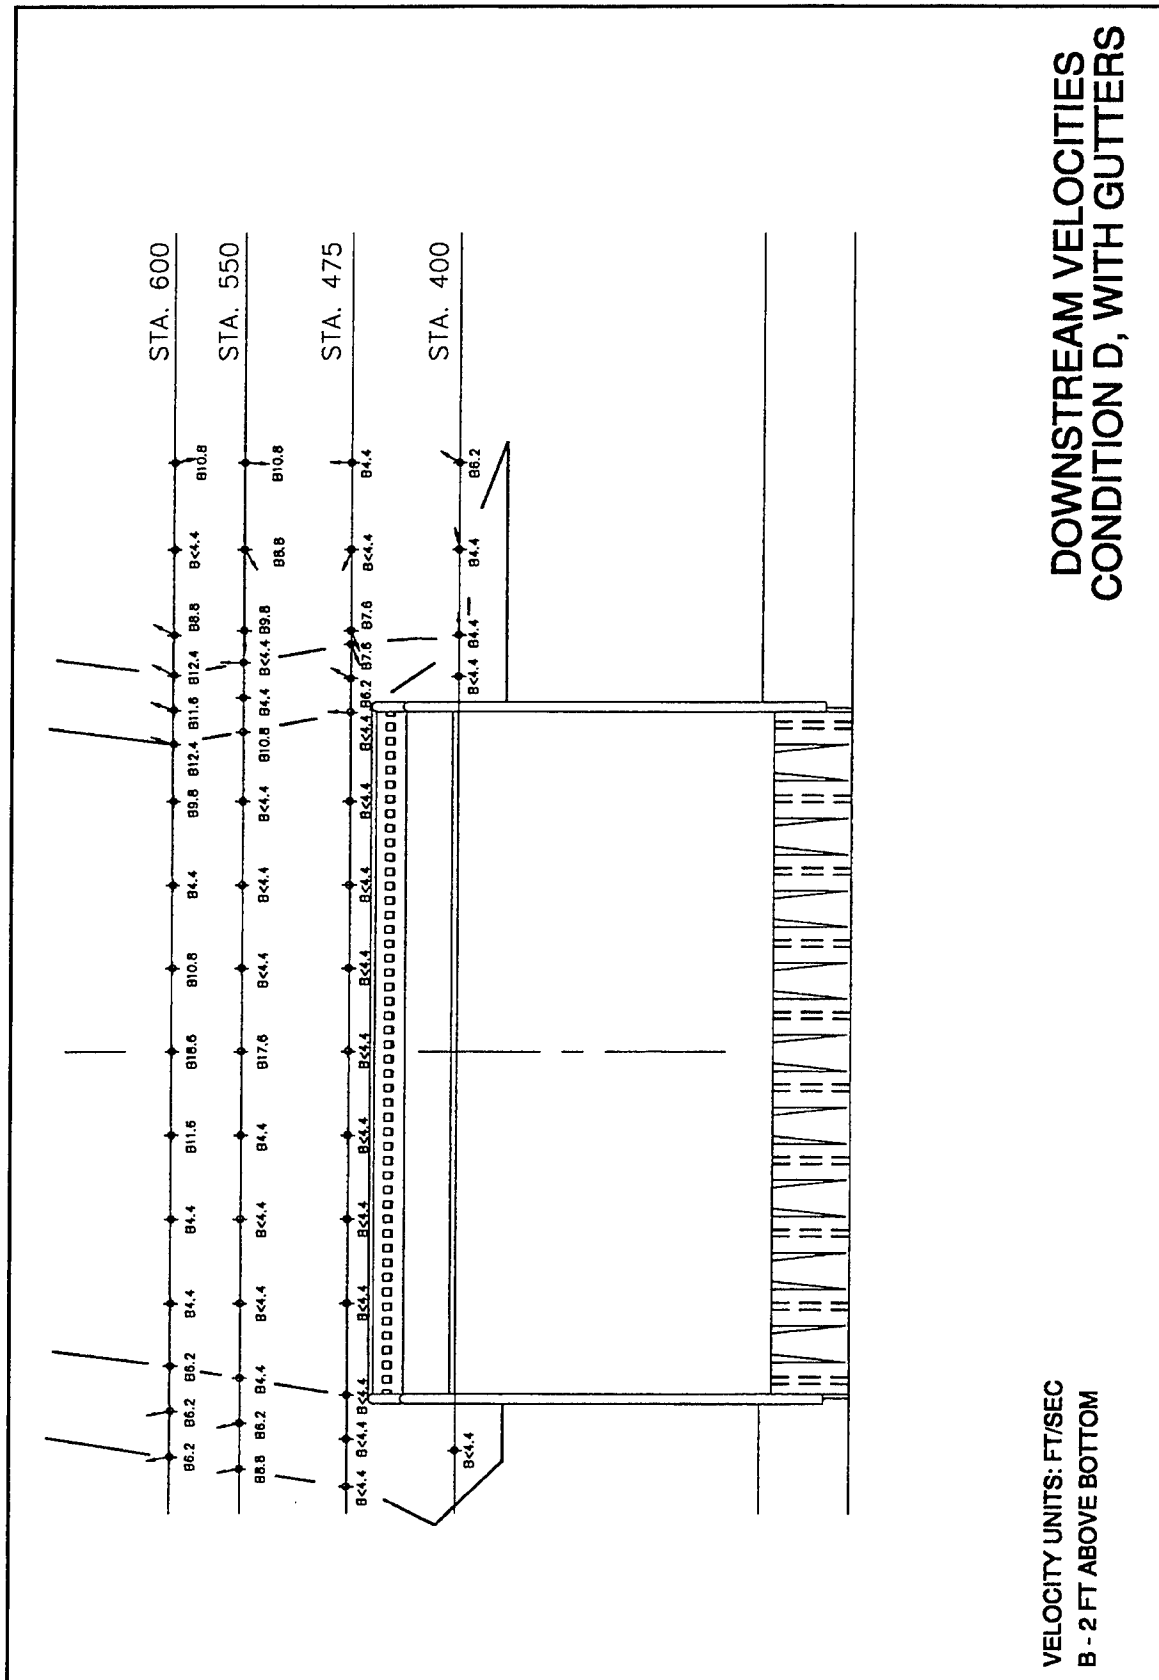 STA. 600
B6.2 B6.2 B6.2 B4.4 B4.4 B11.6 B18.6 B10.8 B4.4 B9.8 B12.4 B11.6 B12.4 B8.8 B<4.4 B10.8
STA. 550
B8.8 B6.2 B4.4 B<4.4 B<4.4 B4.4 B17.6 B<4.4 B<4.4 B<4.4 B10.8 B4.4 B<4.4 B9.8 B8.8 B10.8
STA. 475
B<4.4 B<4.4 B<4.4 B<4.4 B<4.4 B<4.4 B<4.4 B<4.4 B<4.4 B<4.4 B<4.4 B6.2 B7.6 B7.6 B<4.4 B4.4
STA. 400
B<4.4 B<4.4 B4.4 B4.4 B6.2
VELOCITY UNITS: FT/SEC
B - 2 FT ABOVE BOTTOM
DOWNSTREAM VELOCITIES
CONDITION D, WITH GUTTERS